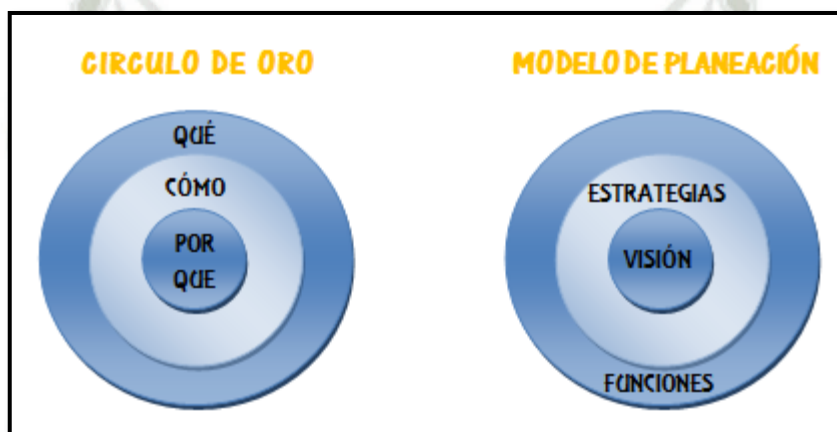 CIRCULO DE ORO
QUÉ
CÓMO
POR
QUE
MODELO DE PLANEACIÓN
ESTRATEGIAS
VISIÓN
FUNCIONES